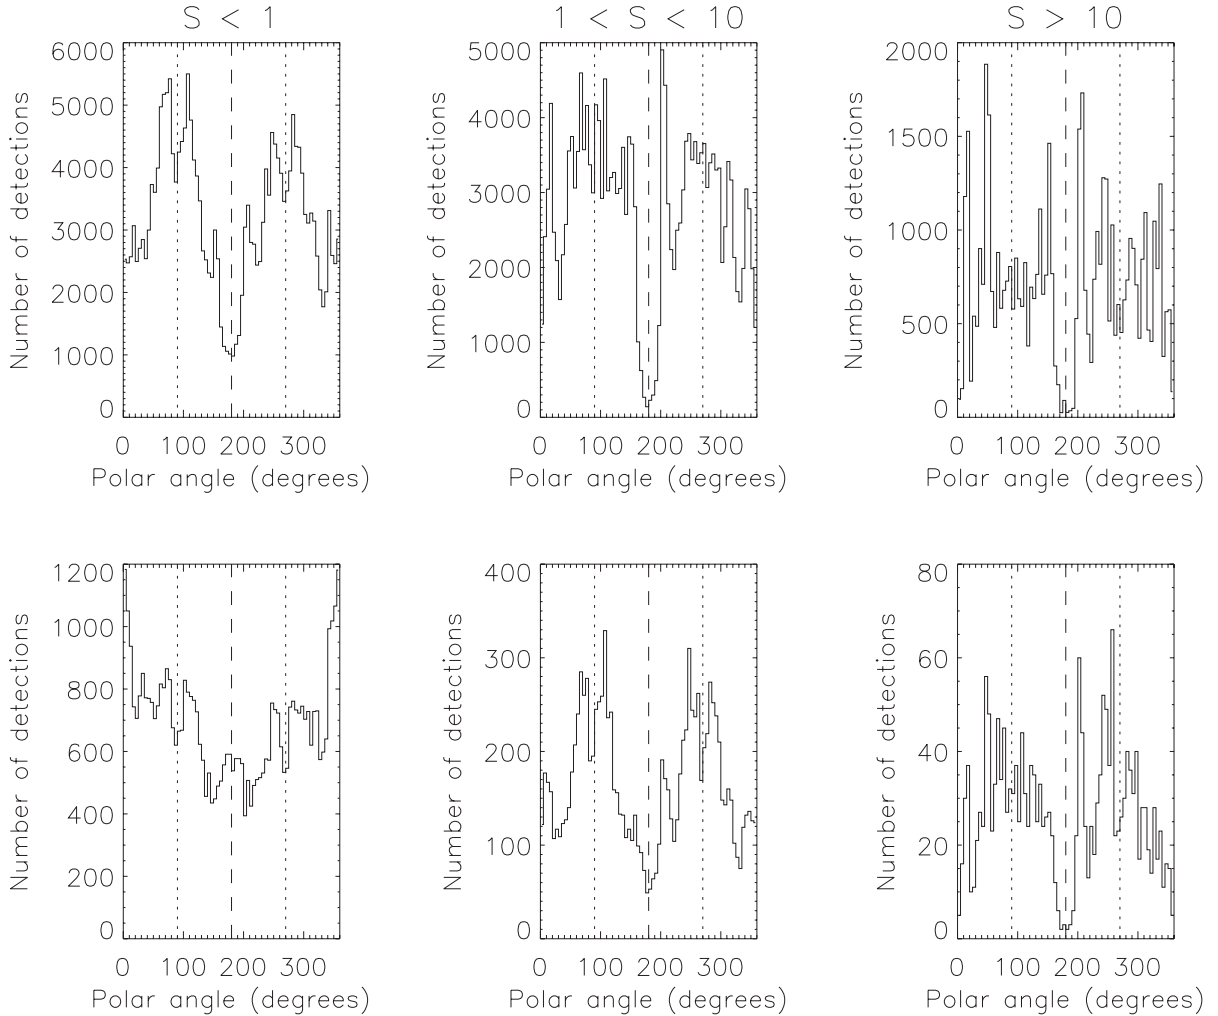 S < 1
1 < S < 10
S > 10
Number of detections
6000
5000
4000
3000
2000
1000
0
0 100 200 300
Polar angle (degrees)
Number of detections
5000
4000
3000
2000
1000
0
0 100 200 300
Polar angle (degrees)
Number of detections
2000
1500
1000
500
0
0 100 200 300
Polar angle (degrees)
Number of detections
1200
1000
800
600
400
200
0
0 100 200 300
Polar angle (degrees)
Number of detections
400
300
200
100
0
0 100 200 300
Polar angle (degrees)
Number of detections
80
60
40
20
0
0 100 200 300
Polar angle (degrees)